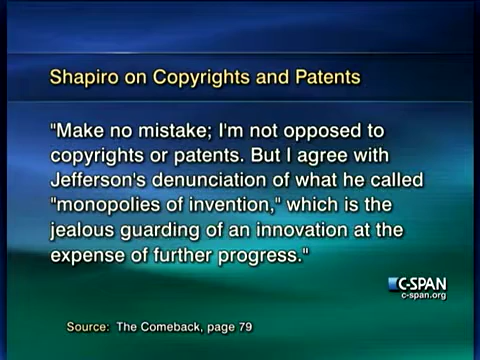 Shapiro on Copyrights and Patents
"Make no mistake; I'm not opposed to
copyrights or patents. But I agree with
Jefferson's denunciation of what he called
"monopolies of invention," which is the
jealous guarding of an innovation at the
expense of further progress."
C-SPAN
c-span.org
Source: The Comeback, page 79